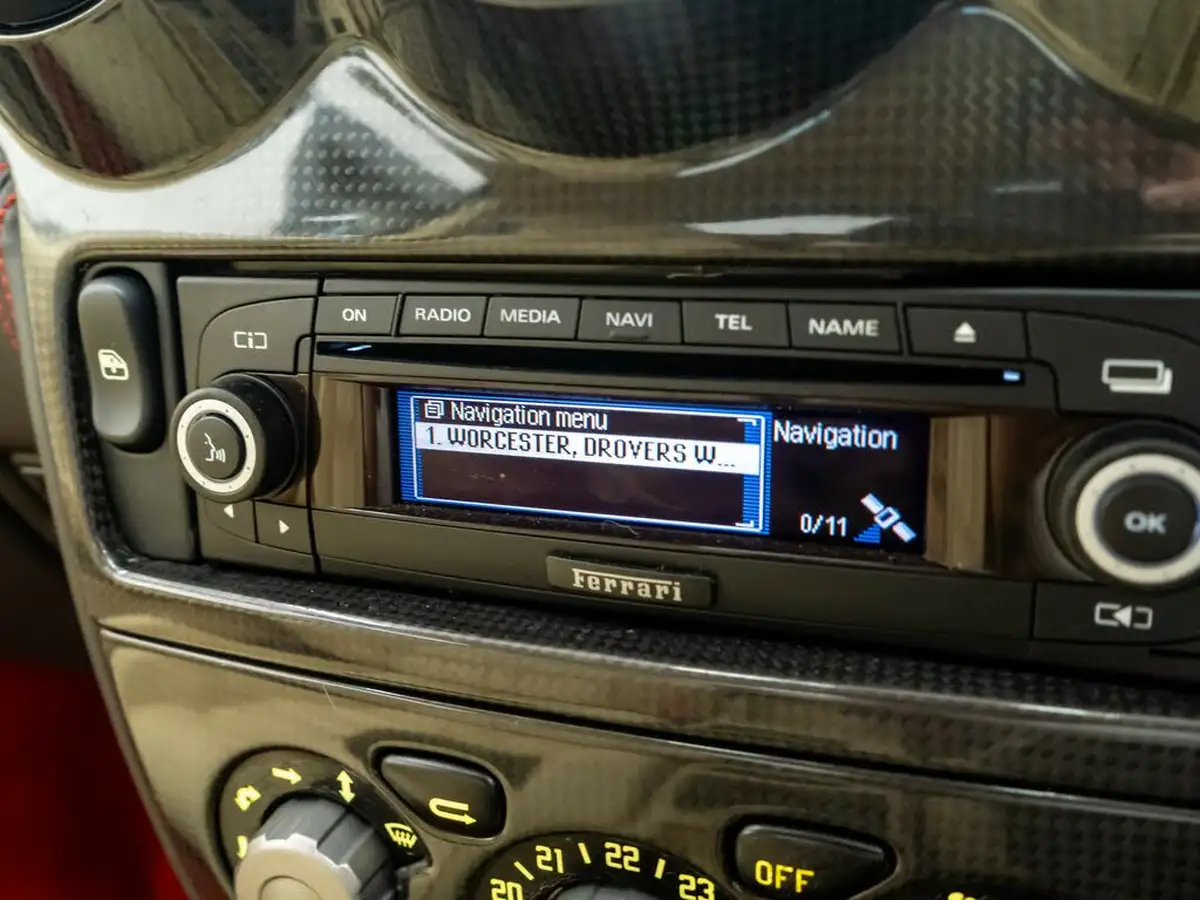 ON RADIO MEDIA NAVI TEL NAME
Navigation menu
1. WORCESTER, DROVERS W...
Navigation
0/11
OK
Ferrari
20 21 22 23
OFF